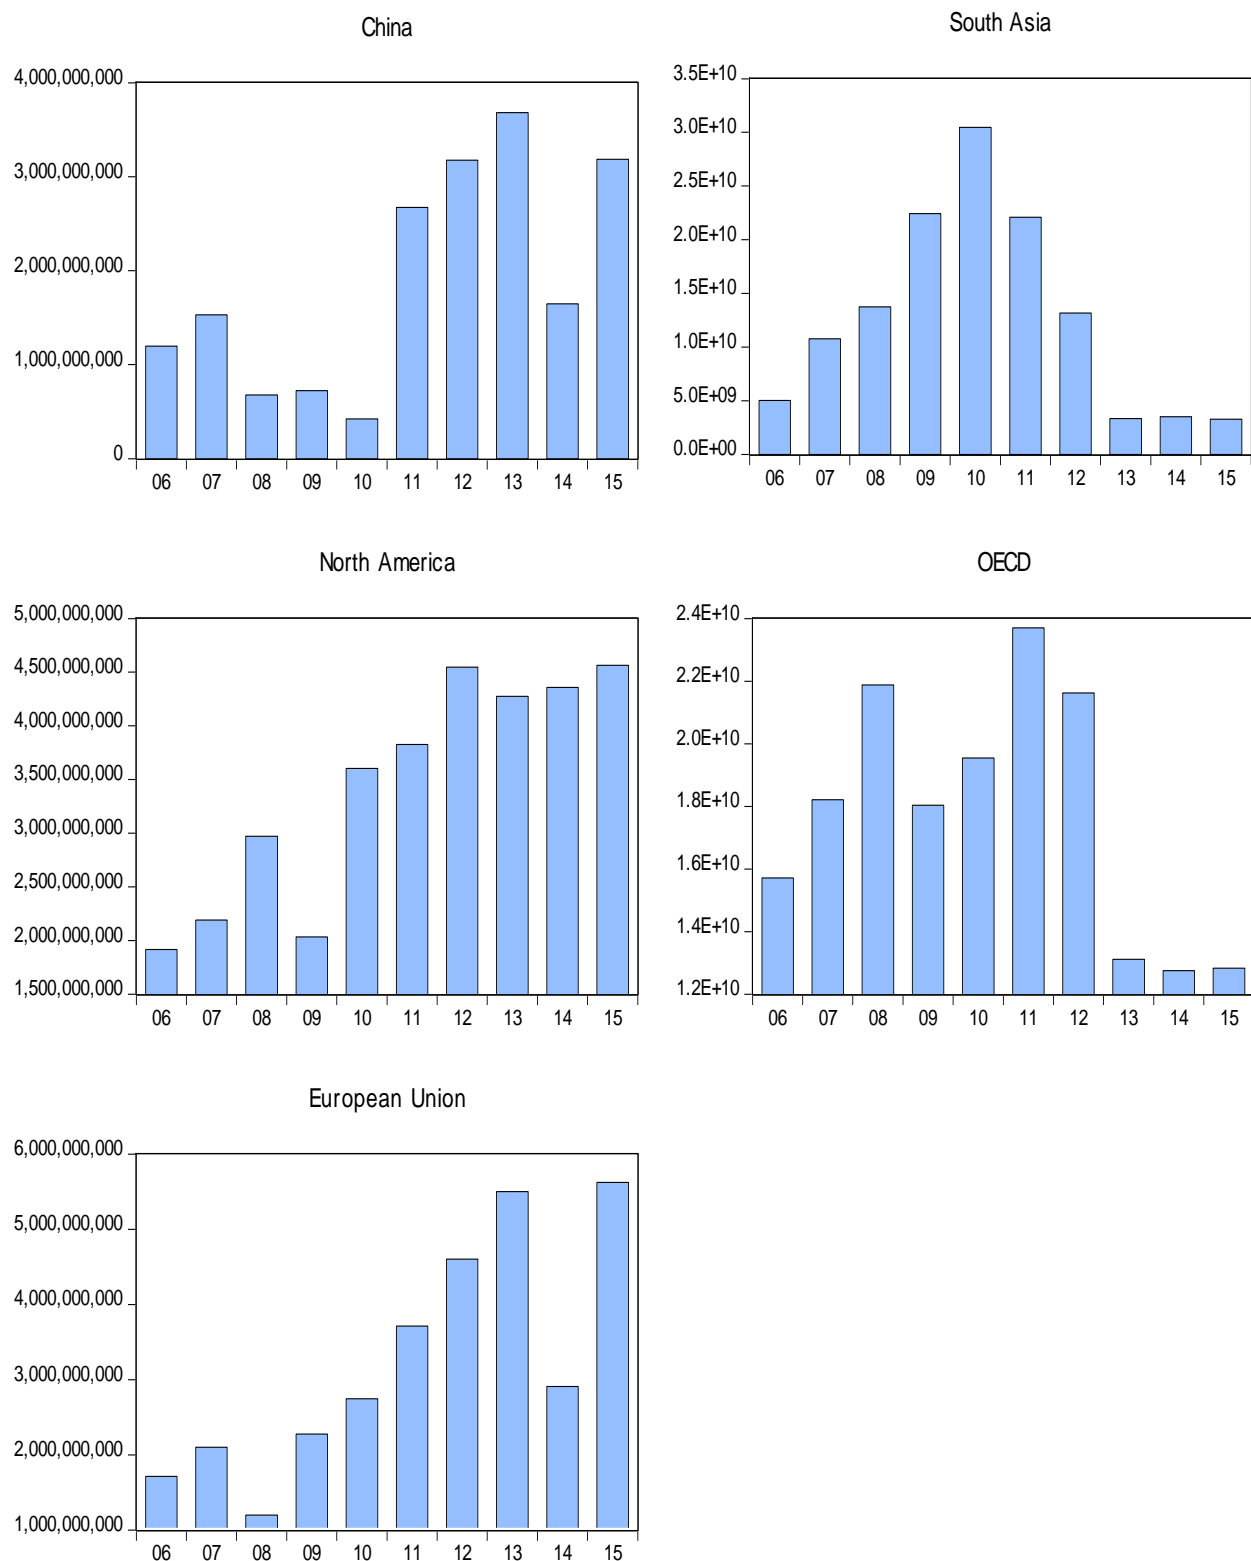 China
4,000,000,000
3,000,000,000
2,000,000,000
1,000,000,000
0
06 07 08 09 10 11 12 13 14 15
South Asia
3.5E+10
3.0E+10
2.5E+10
2.0E+10
1.5E+10
1.0E+10
5.0E+09
0.0E+00
06 07 08 09 10 11 12 13 14 15
North America
5,000,000,000
4,500,000,000
4,000,000,000
3,500,000,000
3,000,000,000
2,500,000,000
2,000,000,000
1,500,000,000
06 07 08 09 10 11 12 13 14 15
OECD
2.4E+10
2.2E+10
2.0E+10
1.8E+10
1.6E+10
1.4E+10
1.2E+10
06 07 08 09 10 11 12 13 14 15
European Union
6,000,000,000
5,000,000,000
4,000,000,000
3,000,000,000
2,000,000,000
1,000,000,000
06 07 08 09 10 11 12 13 14 15